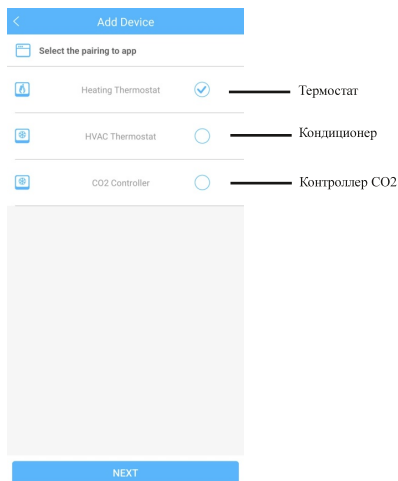 Add Device
Select the pairing to app
Heating Thermostat
Термостат
HVAC Thermostat
Кондиционер
CO2 Controller
Контроллер CO2
NEXT